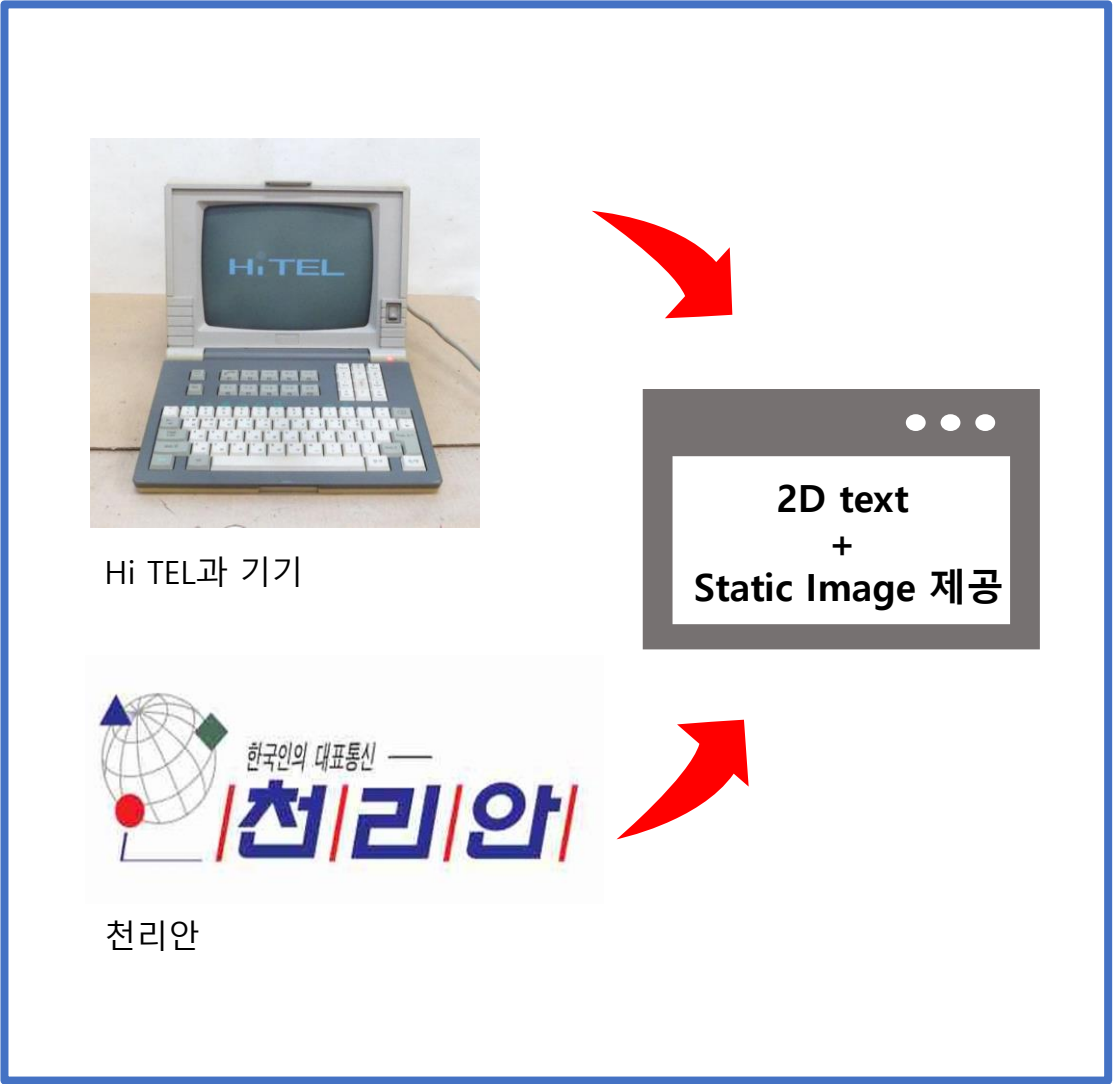 Hi TEL
Hi TEL과 기기
2D text
+
Static Image 제공
한국인의 대표통신
천리안
천리안